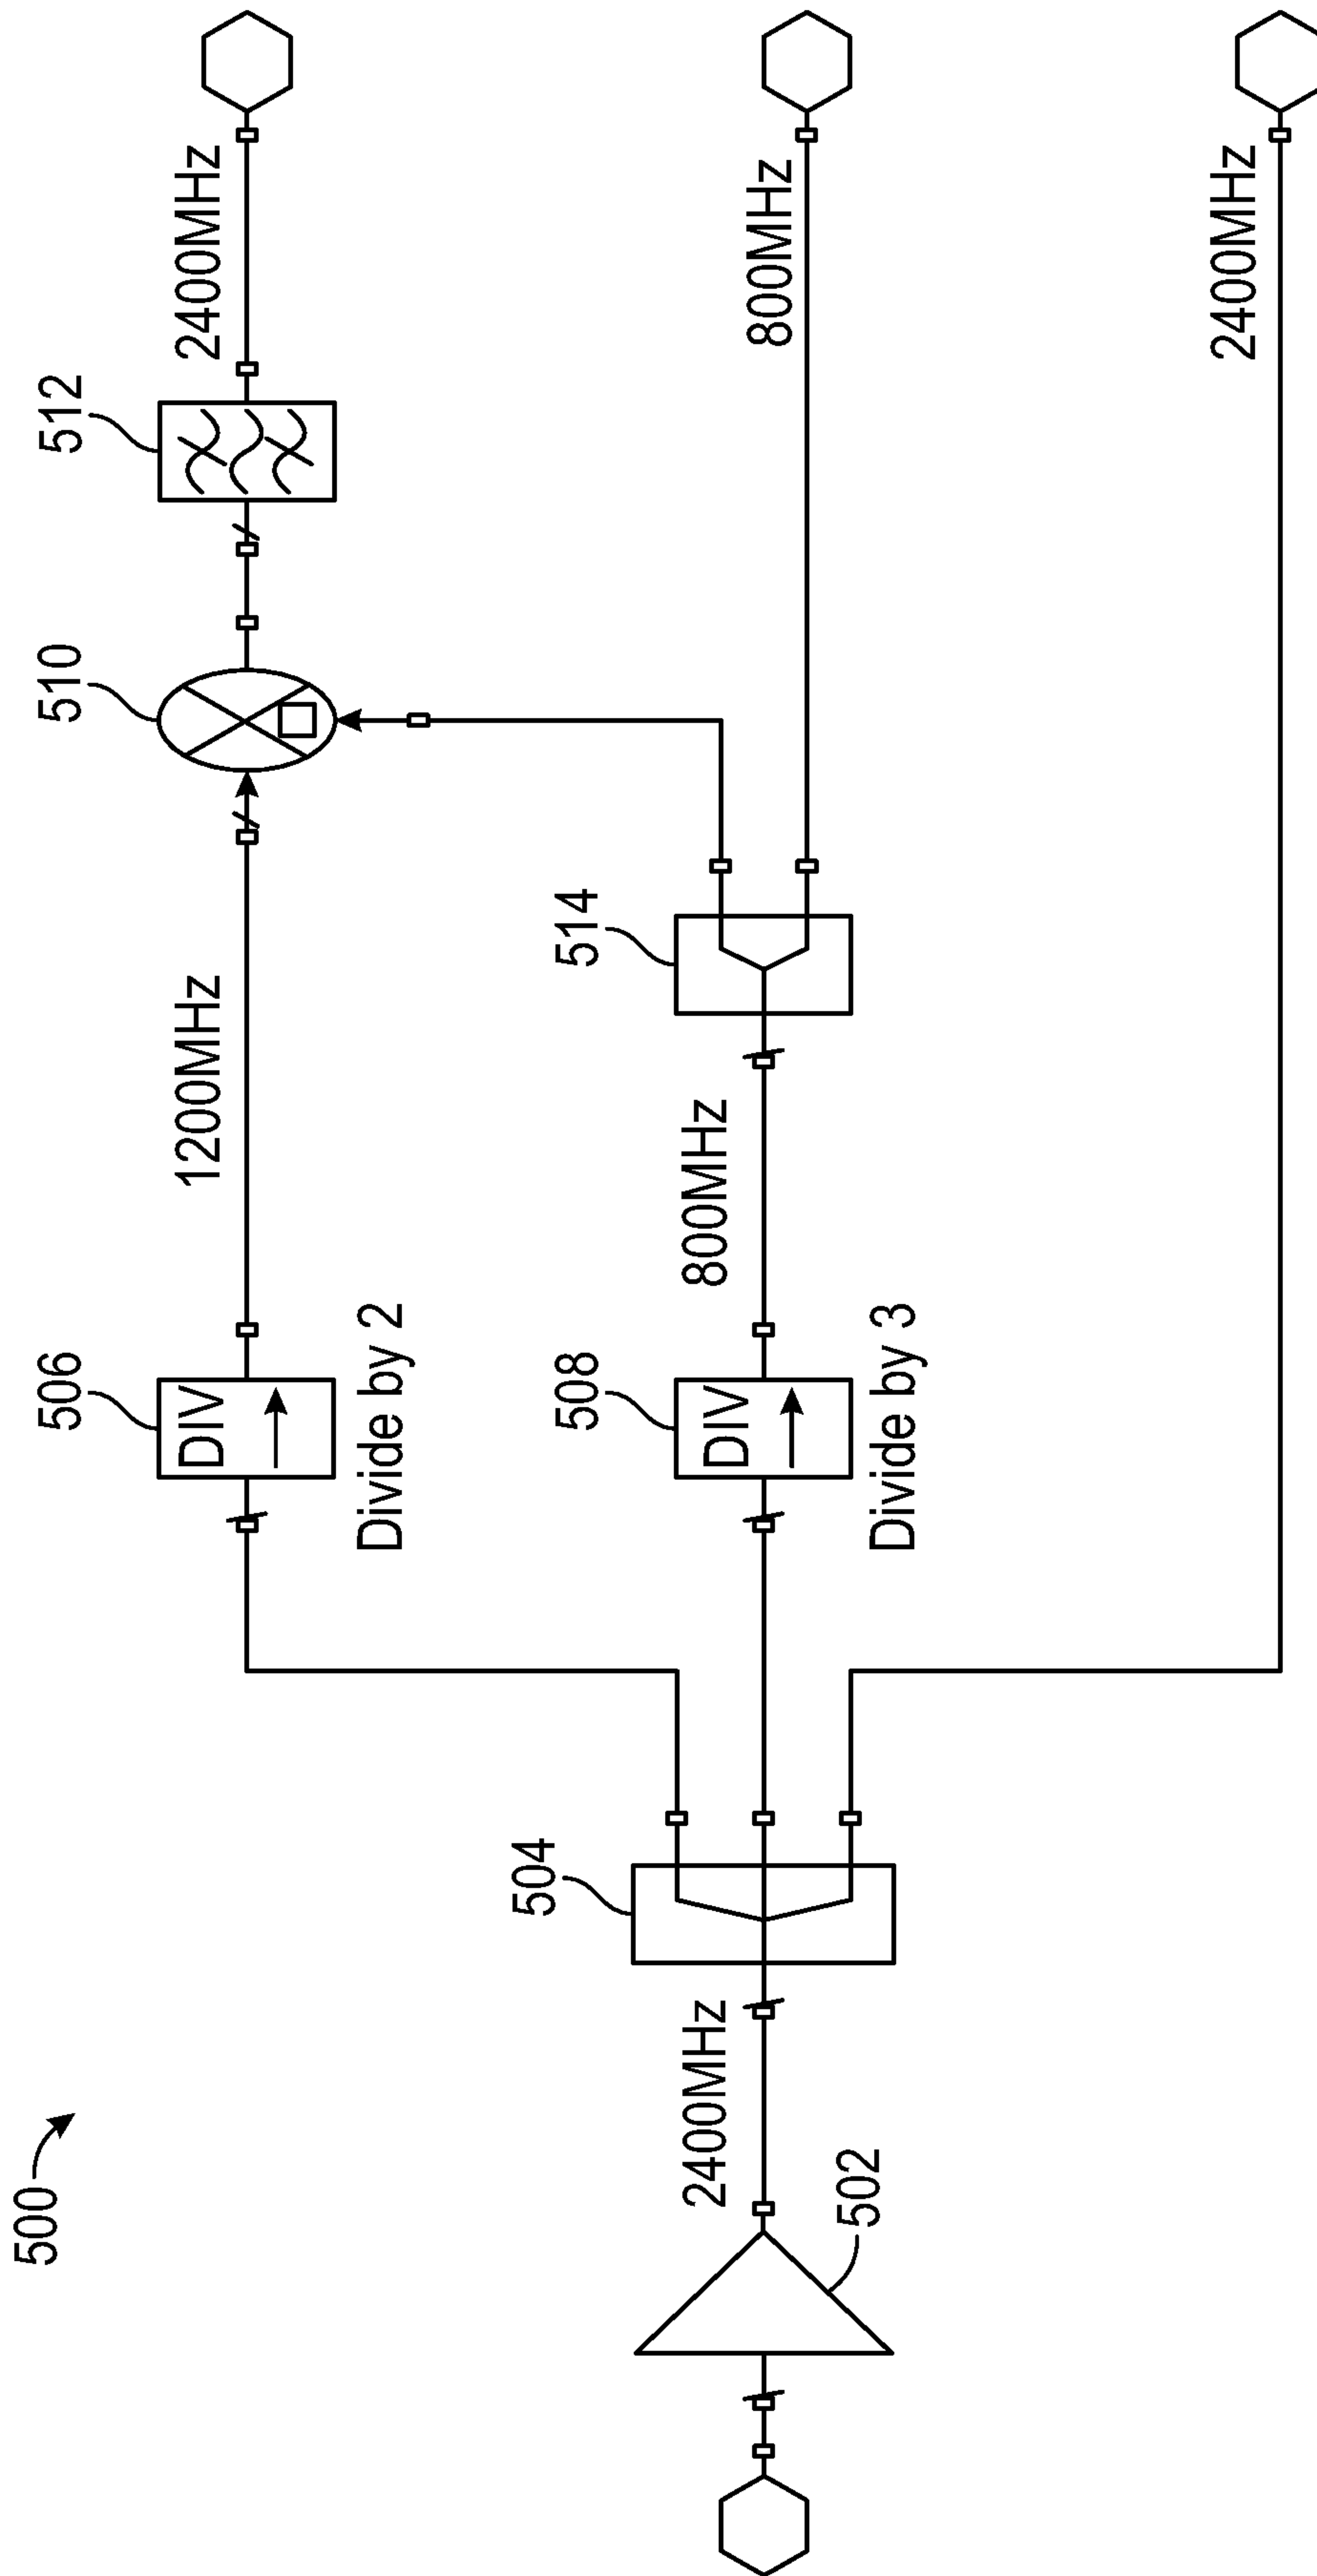 500
502
2400MHz
504
506
DIV
Divide by 2
508
DIV
Divide by 3
1200MHz
800MHz
514
510
512
2400MHz
800MHz
2400MHz